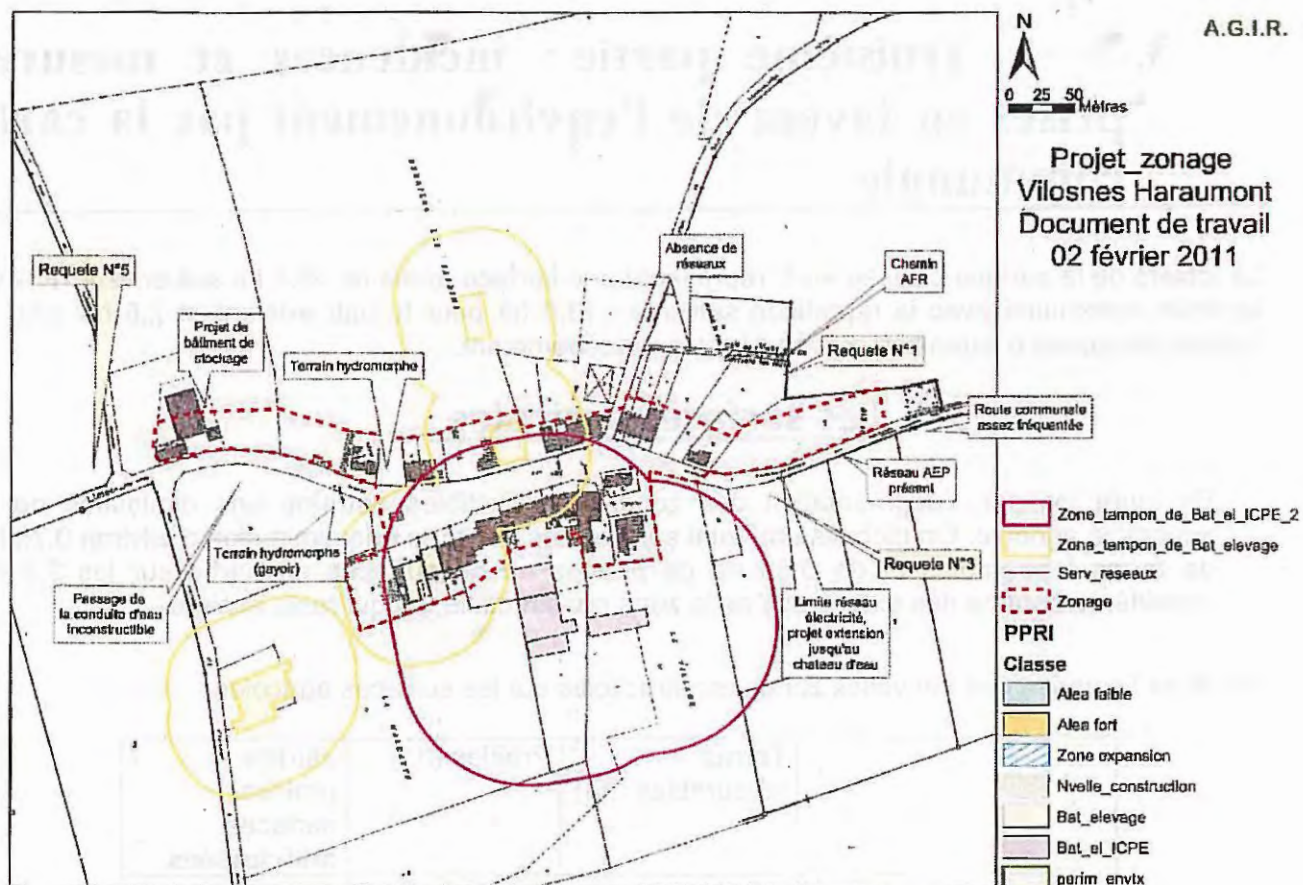 A.G.I.R.
N
0 25 50
Mètres
Projet_zonage
Vilosnes Haraumont
Document de travail
02 février 2011
Requete N°5
Projet de
bâtiment de
stockage
Terrain hydromorphe
Absence de
réseaux
Chemin
AFR
Requete N°1
Route communale
assez fréquentée
Réseau AEP
présent
Requete N°3
Limite réseau
électricité,
projet extension
jusqu'au
chateau d'eau
Terrain hydromorphe
(gayoir)
Passage de
la conduite d'eau
inconstructible
Zone_tampon_de_Bat_el_ICPE_2
Zone_tampon_de_Bat_elevage
Serv_reseaux
Zonage
PPRI
Classe
Alea faible
Alea fort
Zone expansion
Nvelle_construction
Bat_elevage
Bat_el_ICPE
perim_envtx